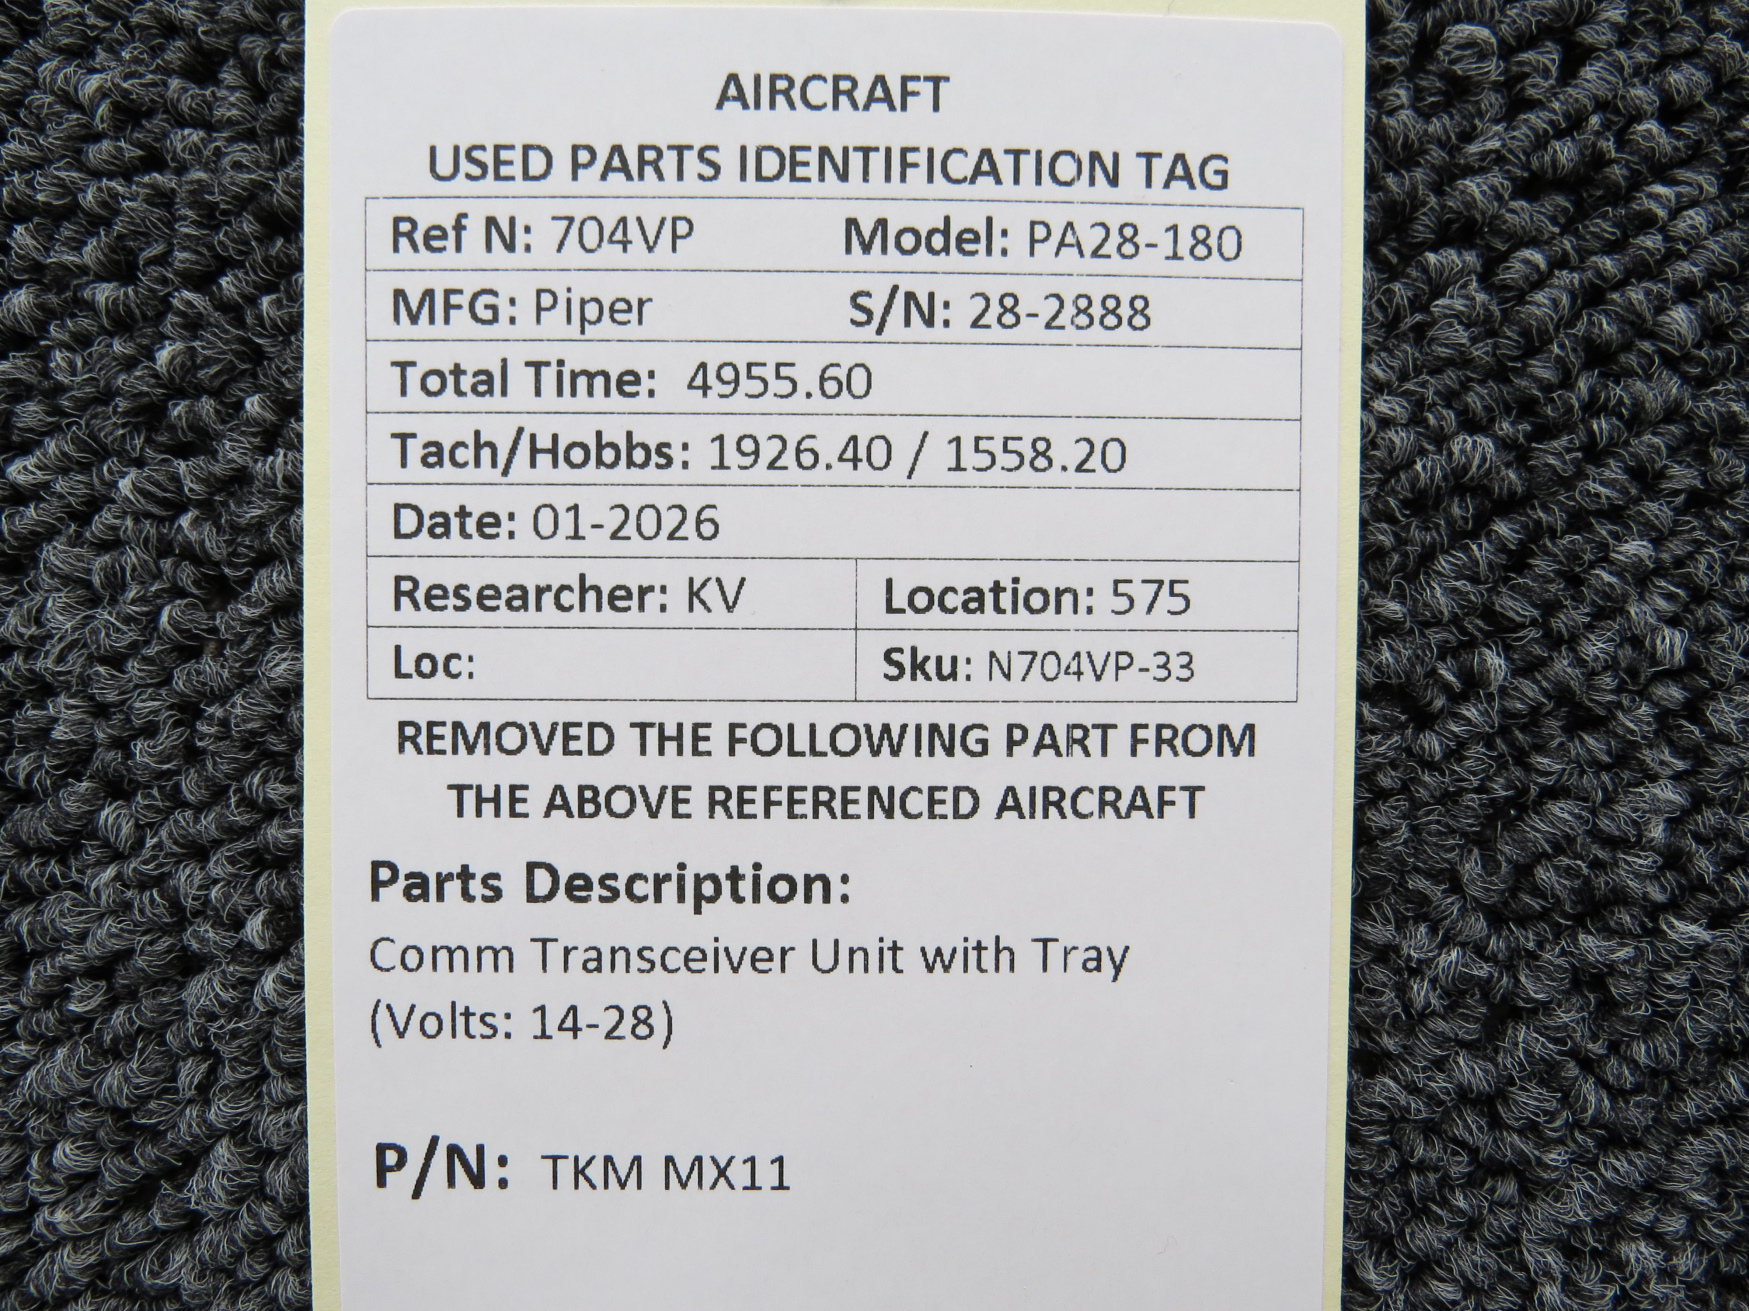 AIRCRAFT
USED PARTS IDENTIFICATION TAG
Ref N: 704VP Model: PA28-180
MFG: Piper S/N: 28-2888
Total Time: 4955.60
Tach/Hobbs: 1926.40 / 1558.20
Date: 01-2026
Researcher: KV Location: 575
Loc: Sku: N704VP-33
REMOVED THE FOLLOWING PART FROM
THE ABOVE REFERENCED AIRCRAFT
Parts Description:
Comm Transceiver Unit with Tray
(Volts: 14-28)
P/N: TKM MX11